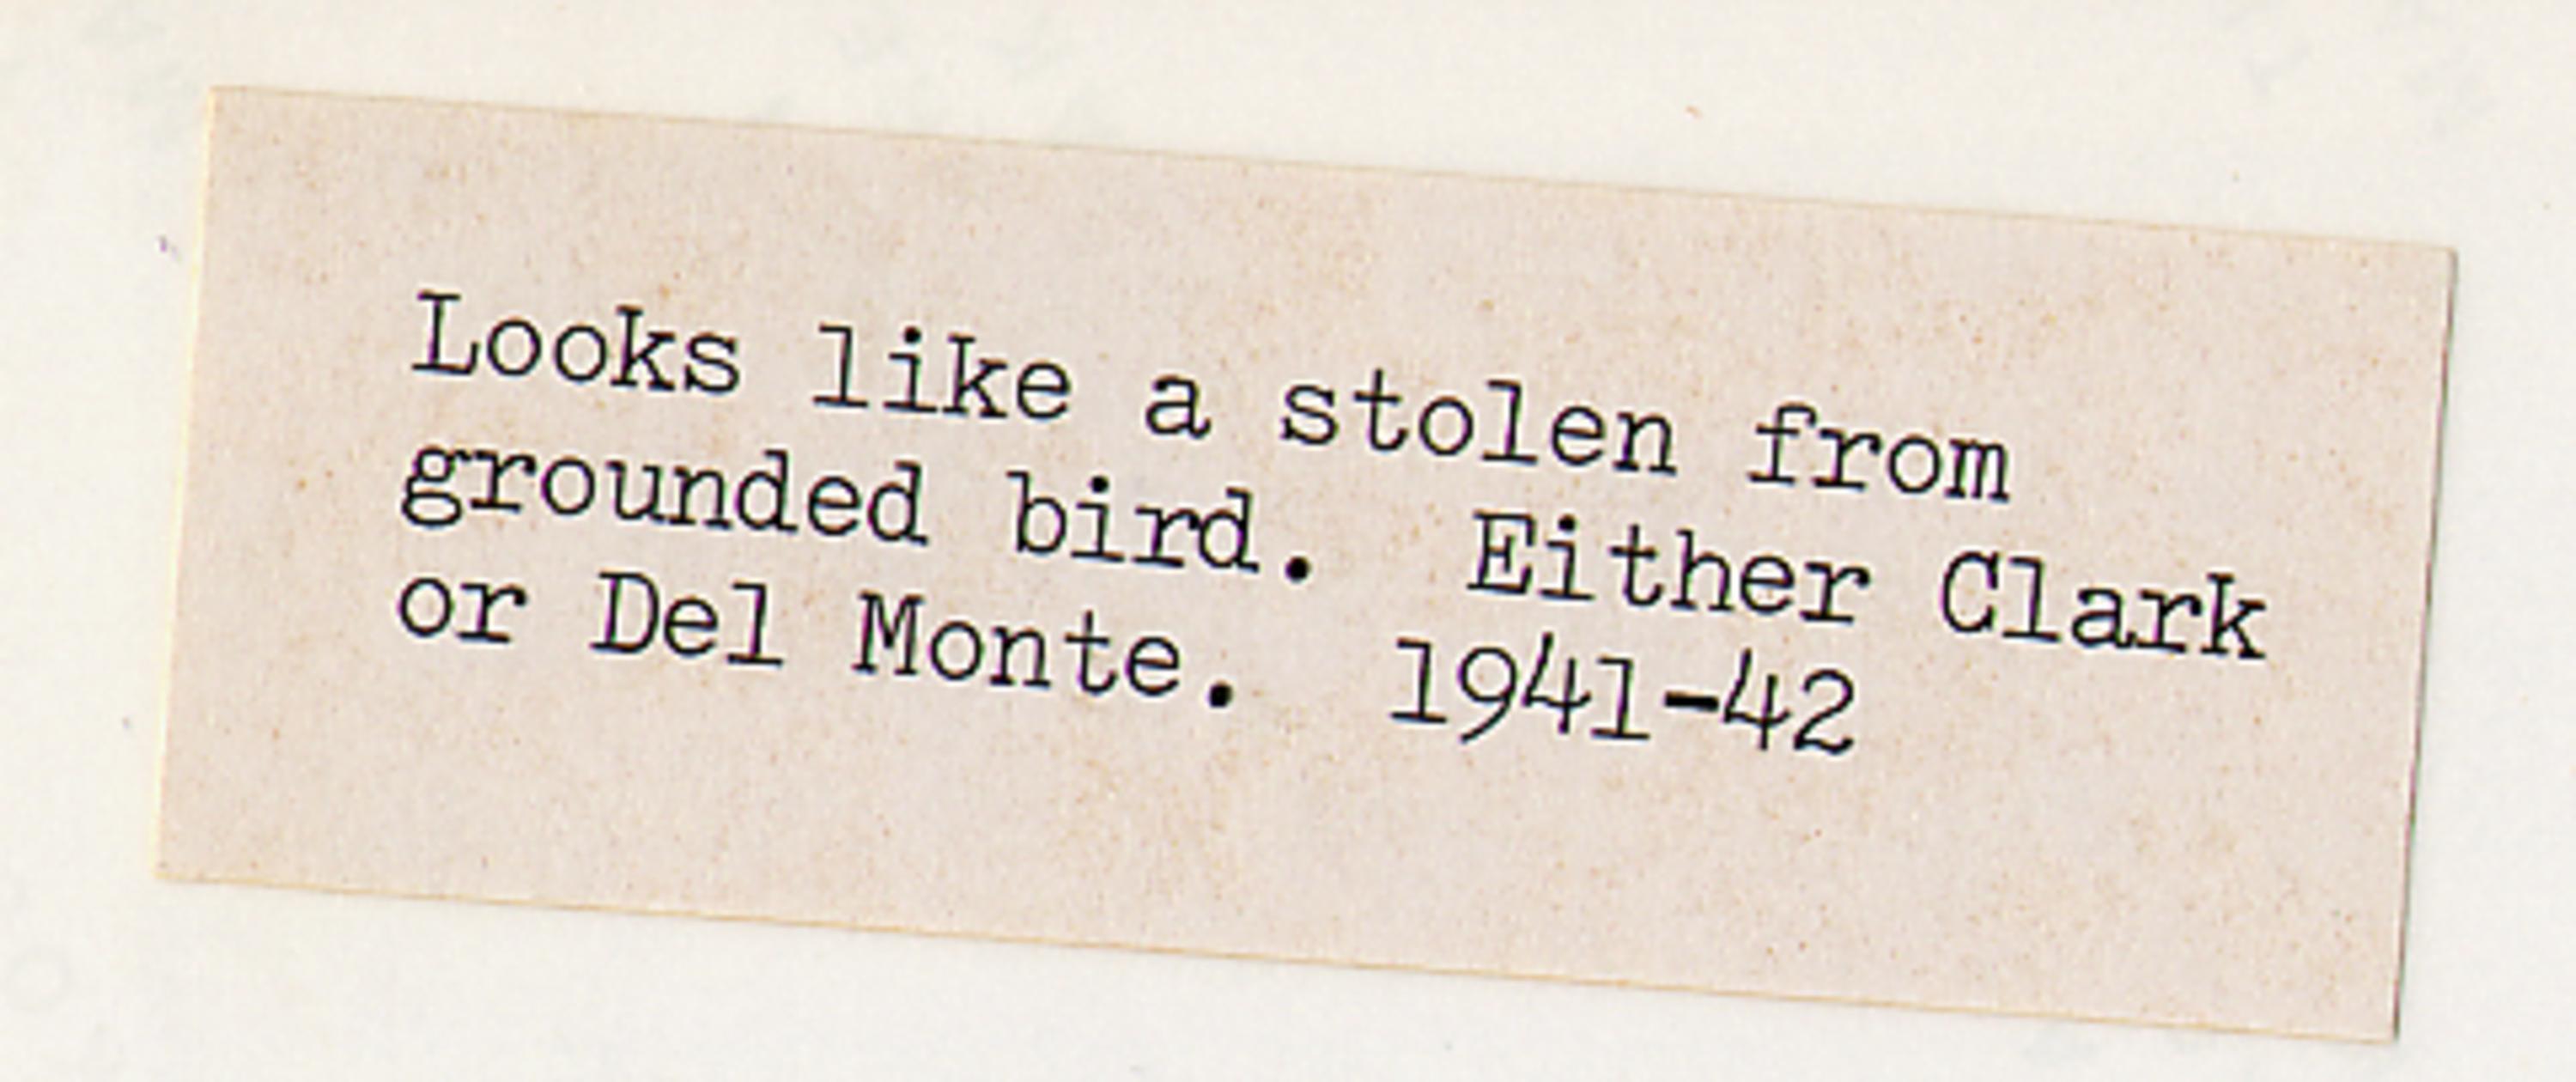 Looks like a stolen from
grounded bird.  Either Clark
or Del Monte.  1941-42